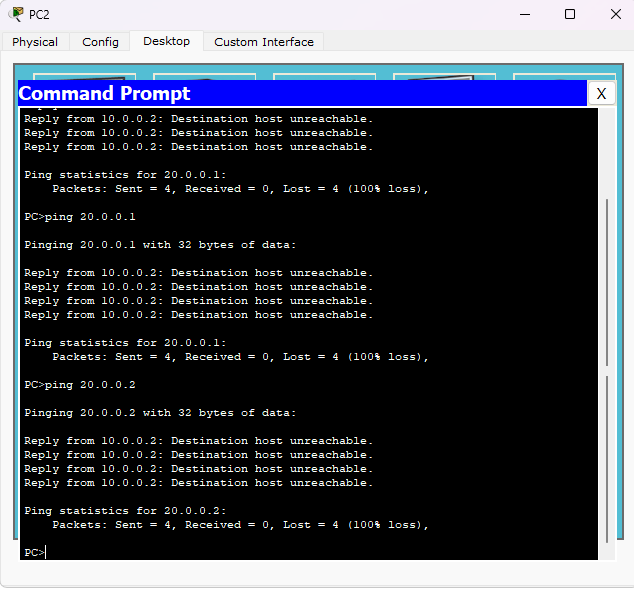 PC2
Physical Config Desktop Custom Interface
Command Prompt X
Reply from 10.0.0.2: Destination host unreachable.
Reply from 10.0.0.2: Destination host unreachable.
Reply from 10.0.0.2: Destination host unreachable.
Ping statistics for 20.0.0.1:
Packets: Sent = 4, Received = 0, Lost = 4 (100% loss),
PC>ping 20.0.0.1
Pinging 20.0.0.1 with 32 bytes of data:
Reply from 10.0.0.2: Destination host unreachable.
Reply from 10.0.0.2: Destination host unreachable.
Reply from 10.0.0.2: Destination host unreachable.
Reply from 10.0.0.2: Destination host unreachable.
Ping statistics for 20.0.0.1:
Packets: Sent = 4, Received = 0, Lost = 4 (100% loss),
PC>ping 20.0.0.2
Pinging 20.0.0.2 with 32 bytes of data:
Reply from 10.0.0.2: Destination host unreachable.
Reply from 10.0.0.2: Destination host unreachable.
Reply from 10.0.0.2: Destination host unreachable.
Reply from 10.0.0.2: Destination host unreachable.
Ping statistics for 20.0.0.2:
Packets: Sent = 4, Received = 0, Lost = 4 (100% loss),
PC>